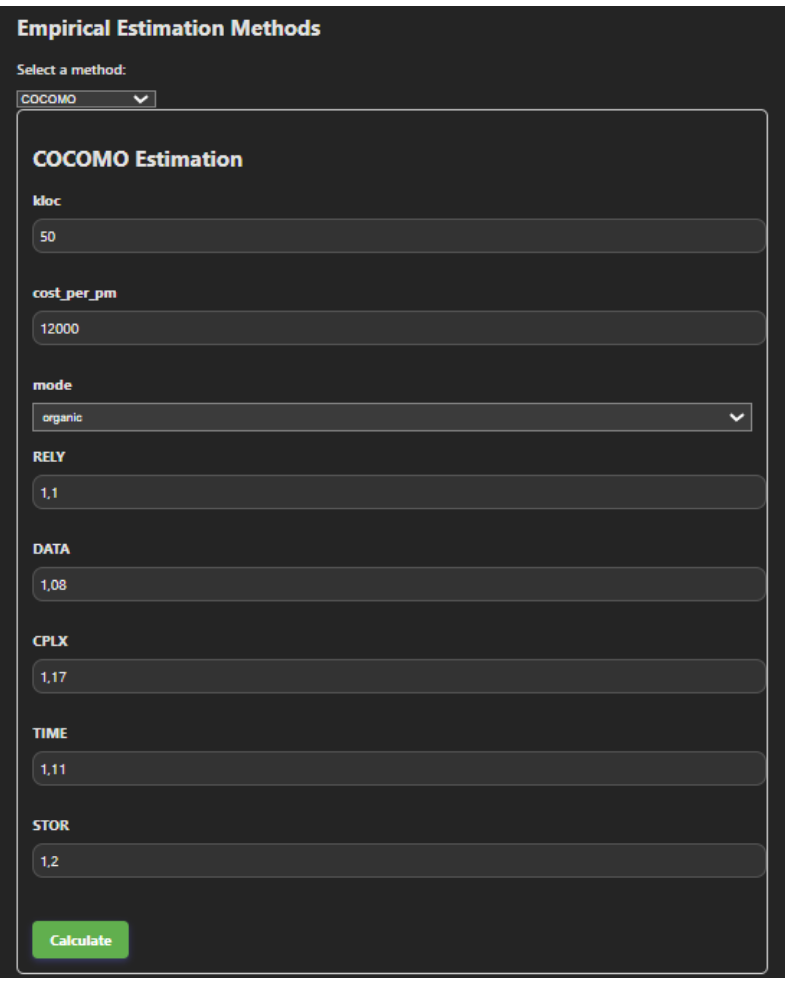 Empirical Estimation Methods
Select a method:
COCOMO
COCOMO Estimation
kloc
50
cost_per_pm
12000
mode
organic
RELY
1,1
DATA
1,08
CPLX
1,17
TIME
1,11
STOR
1,2
Calculate